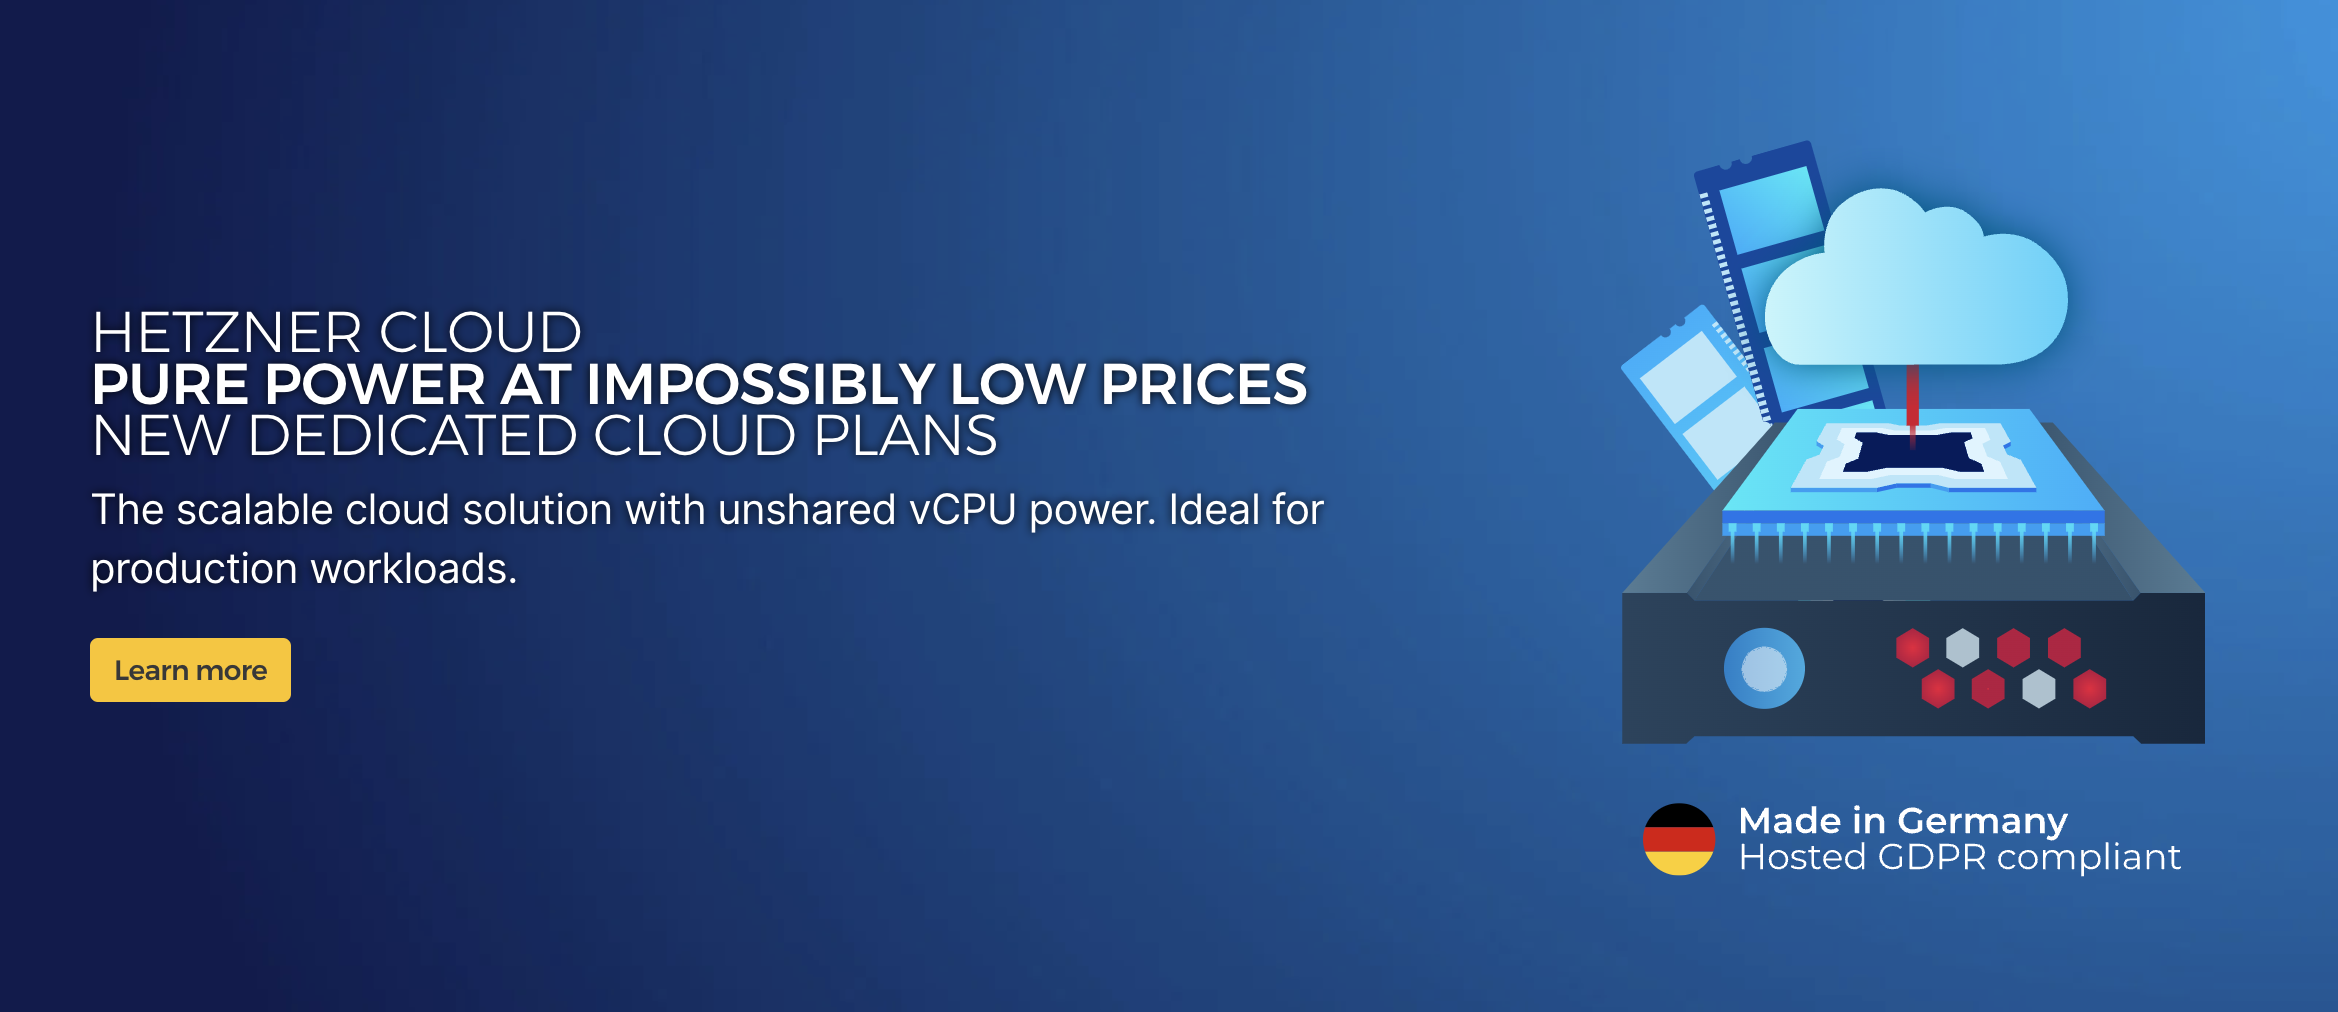 HETZNER CLOUD
PURE POWER AT IMPOSSIBLY LOW PRICES
NEW DEDICATED CLOUD PLANS
The scalable cloud solution with unshared vCPU power. Ideal for
production workloads.
Learn more
Made in Germany
Hosted GDPR compliant